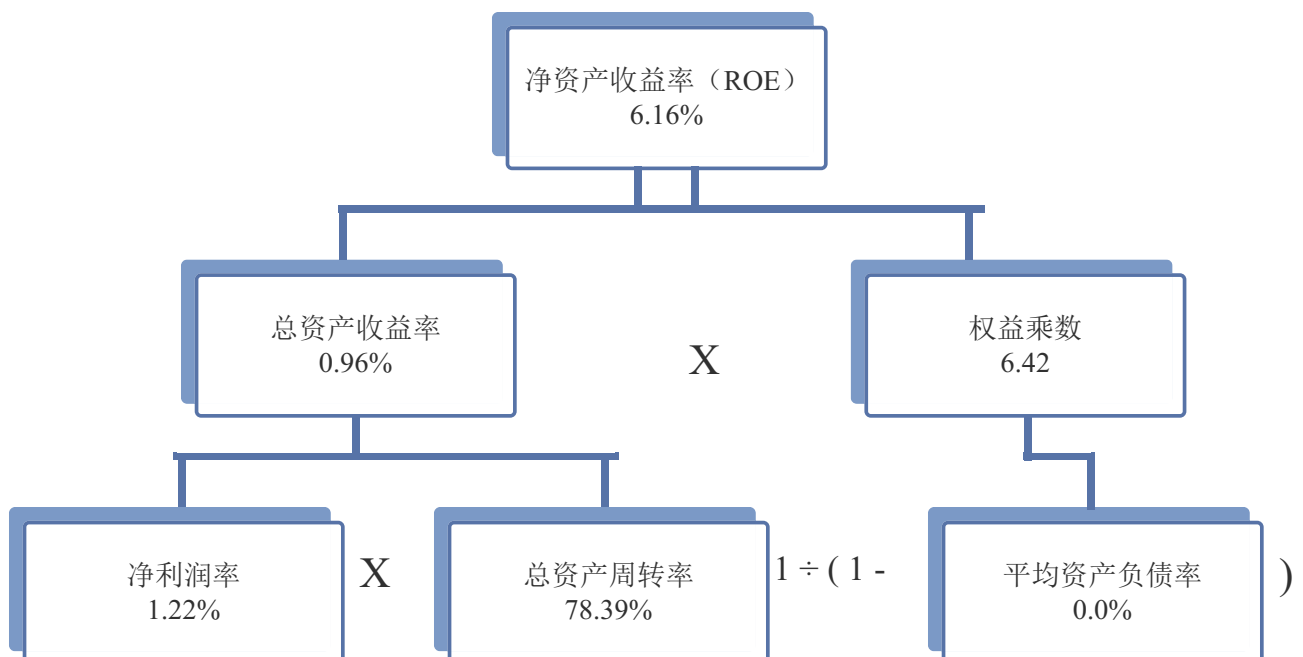 净资产收益率（ROE）
6.16%
总资产收益率
0.96%
X
权益乘数
6.42
净利润率
1.22%
X
总资产周转率
78.39%
1 ÷ ( 1 -
平均资产负债率
0.0%
)